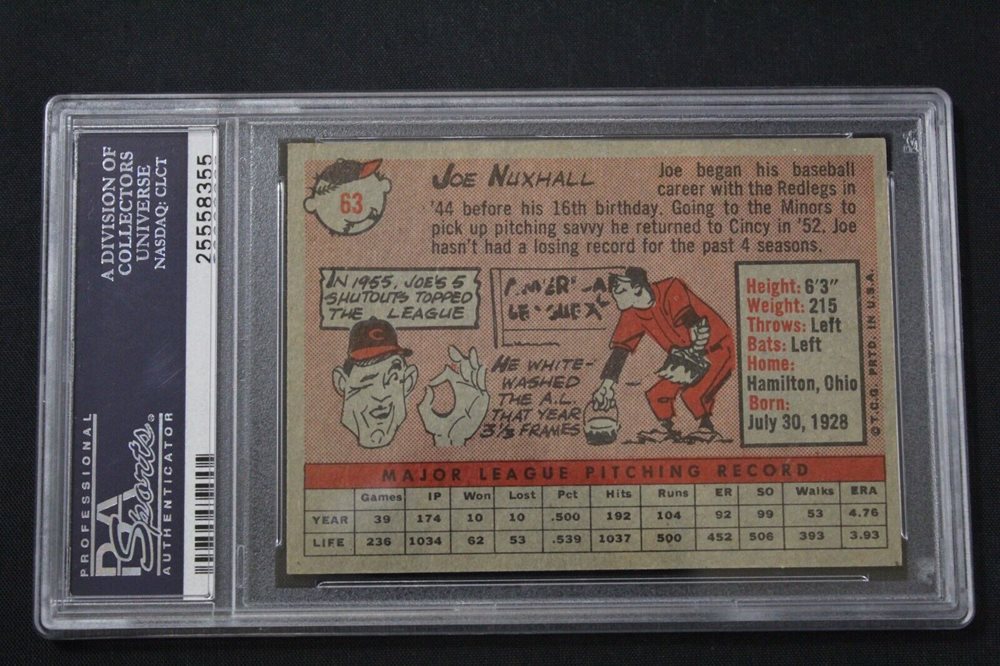 A DIVISION OF
COLLECTORS
UNIVERSE
NASDAQ: CLCT
25558355
PROFESSIONAL
PSA
Sports®
AUTHENTICATOR
63
JOE NUXHALL
Joe began his baseball
career with the Redlegs in
'44 before his 16th birthday. Going to the Minors to
pick up pitching savvy he returned to Cincy in '52. Joe
hasn't had a losing record for the past 4 seasons.
IN 1955, JOE'S 5
SHUTOUTS TOPPED
THE LEAGUE
C
HE WHITE-
WASHED
THE A.L.
THAT YEAR
3⅓ FRAMES
Height: 6'3"
Weight: 215
Throws: Left
Bats: Left
Home:
Hamilton, Ohio
Born:
July 30, 1928
© T.C.G. PRTD. IN U.S.A.
MAJOR LEAGUE PITCHING RECORD
Games IP Won Lost Pct Hits Runs ER SO Walks ERA
YEAR 39 174 10 10 .500 192 104 92 99 53 4.76
LIFE 236 1034 62 53 .539 1037 500 452 506 393 3.93